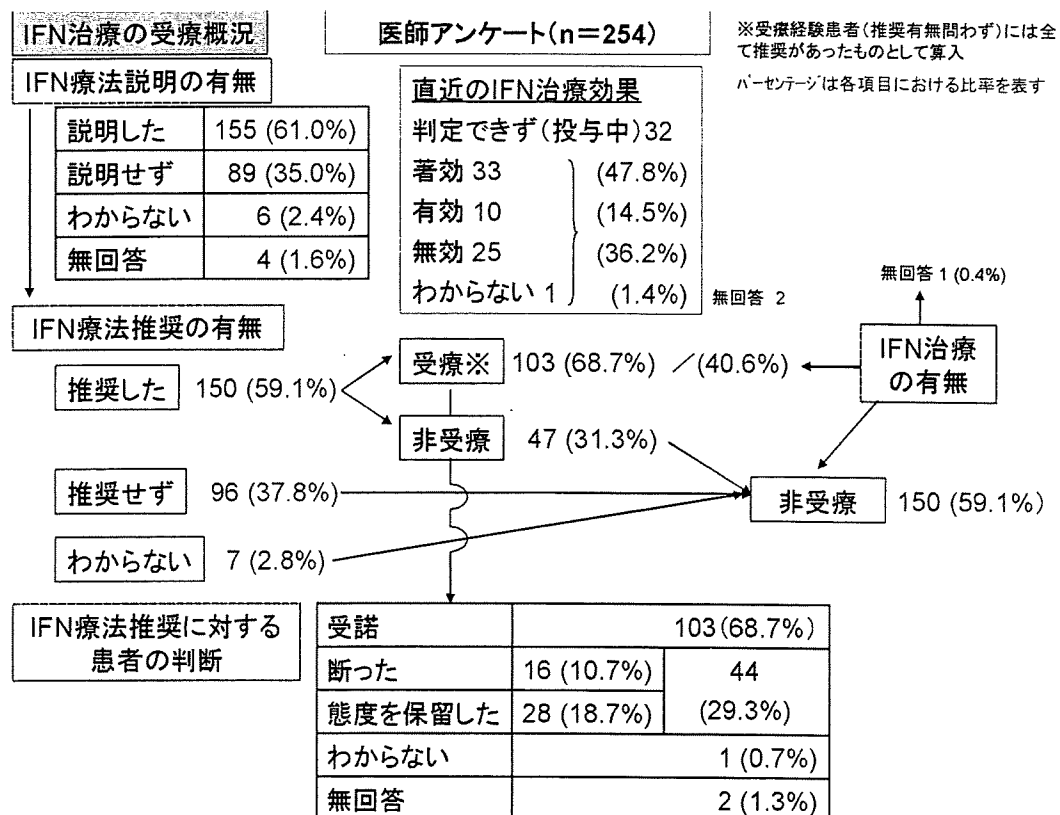 IFN治療の受療概況
医師アンケート(n=254)
※受療経験患者(推奨有無問わず)には全
て推奨があったものとして算入
パーセンテージは各項目における比率を表す
IFN療法説明の有無
説明した 155 (61.0%)
説明せず 89 (35.0%)
わからない 6 (2.4%)
無回答 4 (1.6%)
直近のIFN治療効果
判定できず(投与中)32
著効 33 (47.8%)
有効 10 (14.5%)
無効 25 (36.2%)
わからない 1 (1.4%) 無回答 2
無回答 1 (0.4%)
IFN療法推奨の有無
IFN治療
の有無
推奨した 150 (59.1%)
受療※ 103 (68.7%) /(40.6%)
非受療 47 (31.3%)
推奨せず 96 (37.8%)
非受療 150 (59.1%)
わからない 7 (2.8%)
IFN療法推奨に対する
患者の判断
受諾 103(68.7%)
断った 16 (10.7%) 44
態度を保留した 28 (18.7%) (29.3%)
わからない 1 (0.7%)
無回答 2 (1.3%)